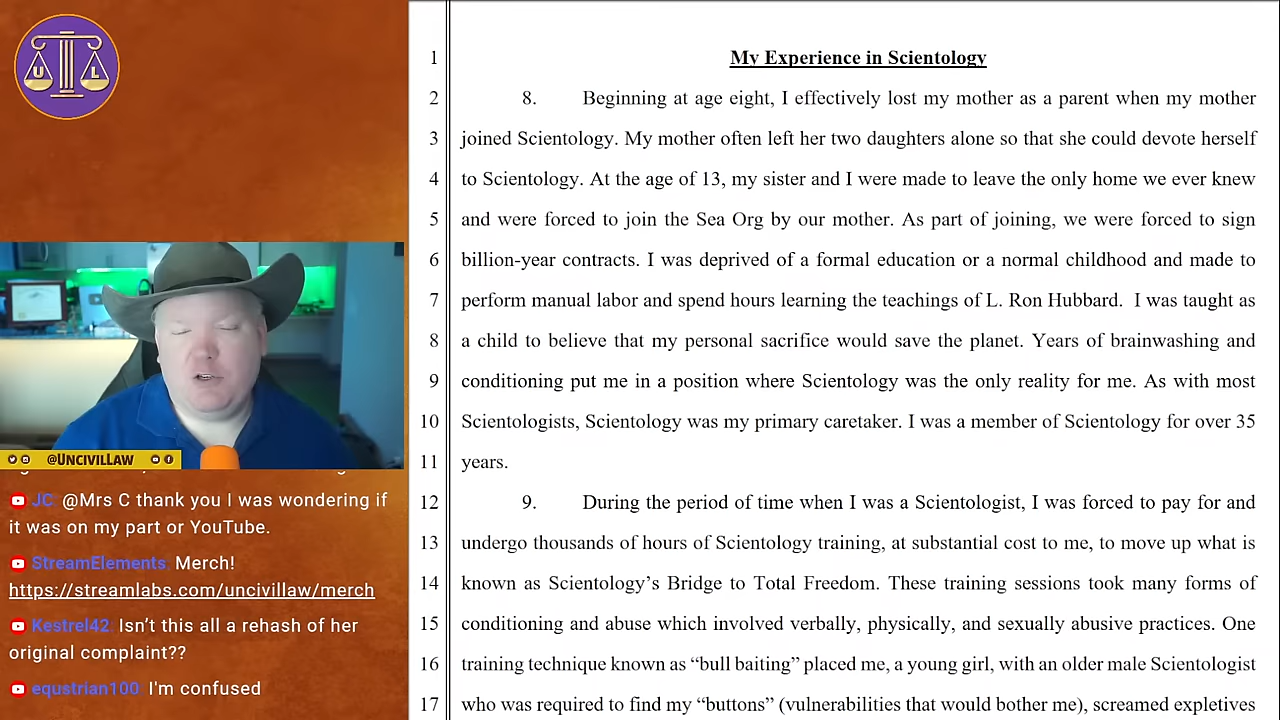 U L
@UNCIVILLAW
JC @Mrs C thank you I was wondering if
it was on my part or YouTube.
StreamElements Merch!
https://streamlabs.com/uncivillaw/merch
Kestrel42 Isn’t this all a rehash of her
original complaint??
equstrian100 I'm confused
1 My Experience in Scientology
2 8. Beginning at age eight, I effectively lost my mother as a parent when my mother
3 joined Scientology. My mother often left her two daughters alone so that she could devote herself
4 to Scientology. At the age of 13, my sister and I were made to leave the only home we ever knew
5 and were forced to join the Sea Org by our mother. As part of joining, we were forced to sign
6 billion-year contracts. I was deprived of a formal education or a normal childhood and made to
7 perform manual labor and spend hours learning the teachings of L. Ron Hubbard. I was taught as
8 a child to believe that my personal sacrifice would save the planet. Years of brainwashing and
9 conditioning put me in a position where Scientology was the only reality for me. As with most
10 Scientologists, Scientology was my primary caretaker. I was a member of Scientology for over 35
11 years.
12 9. During the period of time when I was a Scientologist, I was forced to pay for and
13 undergo thousands of hours of Scientology training, at substantial cost to me, to move up what is
14 known as Scientology’s Bridge to Total Freedom. These training sessions took many forms of
15 conditioning and abuse which involved verbally, physically, and sexually abusive practices. One
16 training technique known as “bull baiting” placed me, a young girl, with an older male Scientologist
17 who was required to find my “buttons” (vulnerabilities that would bother me), screamed expletives